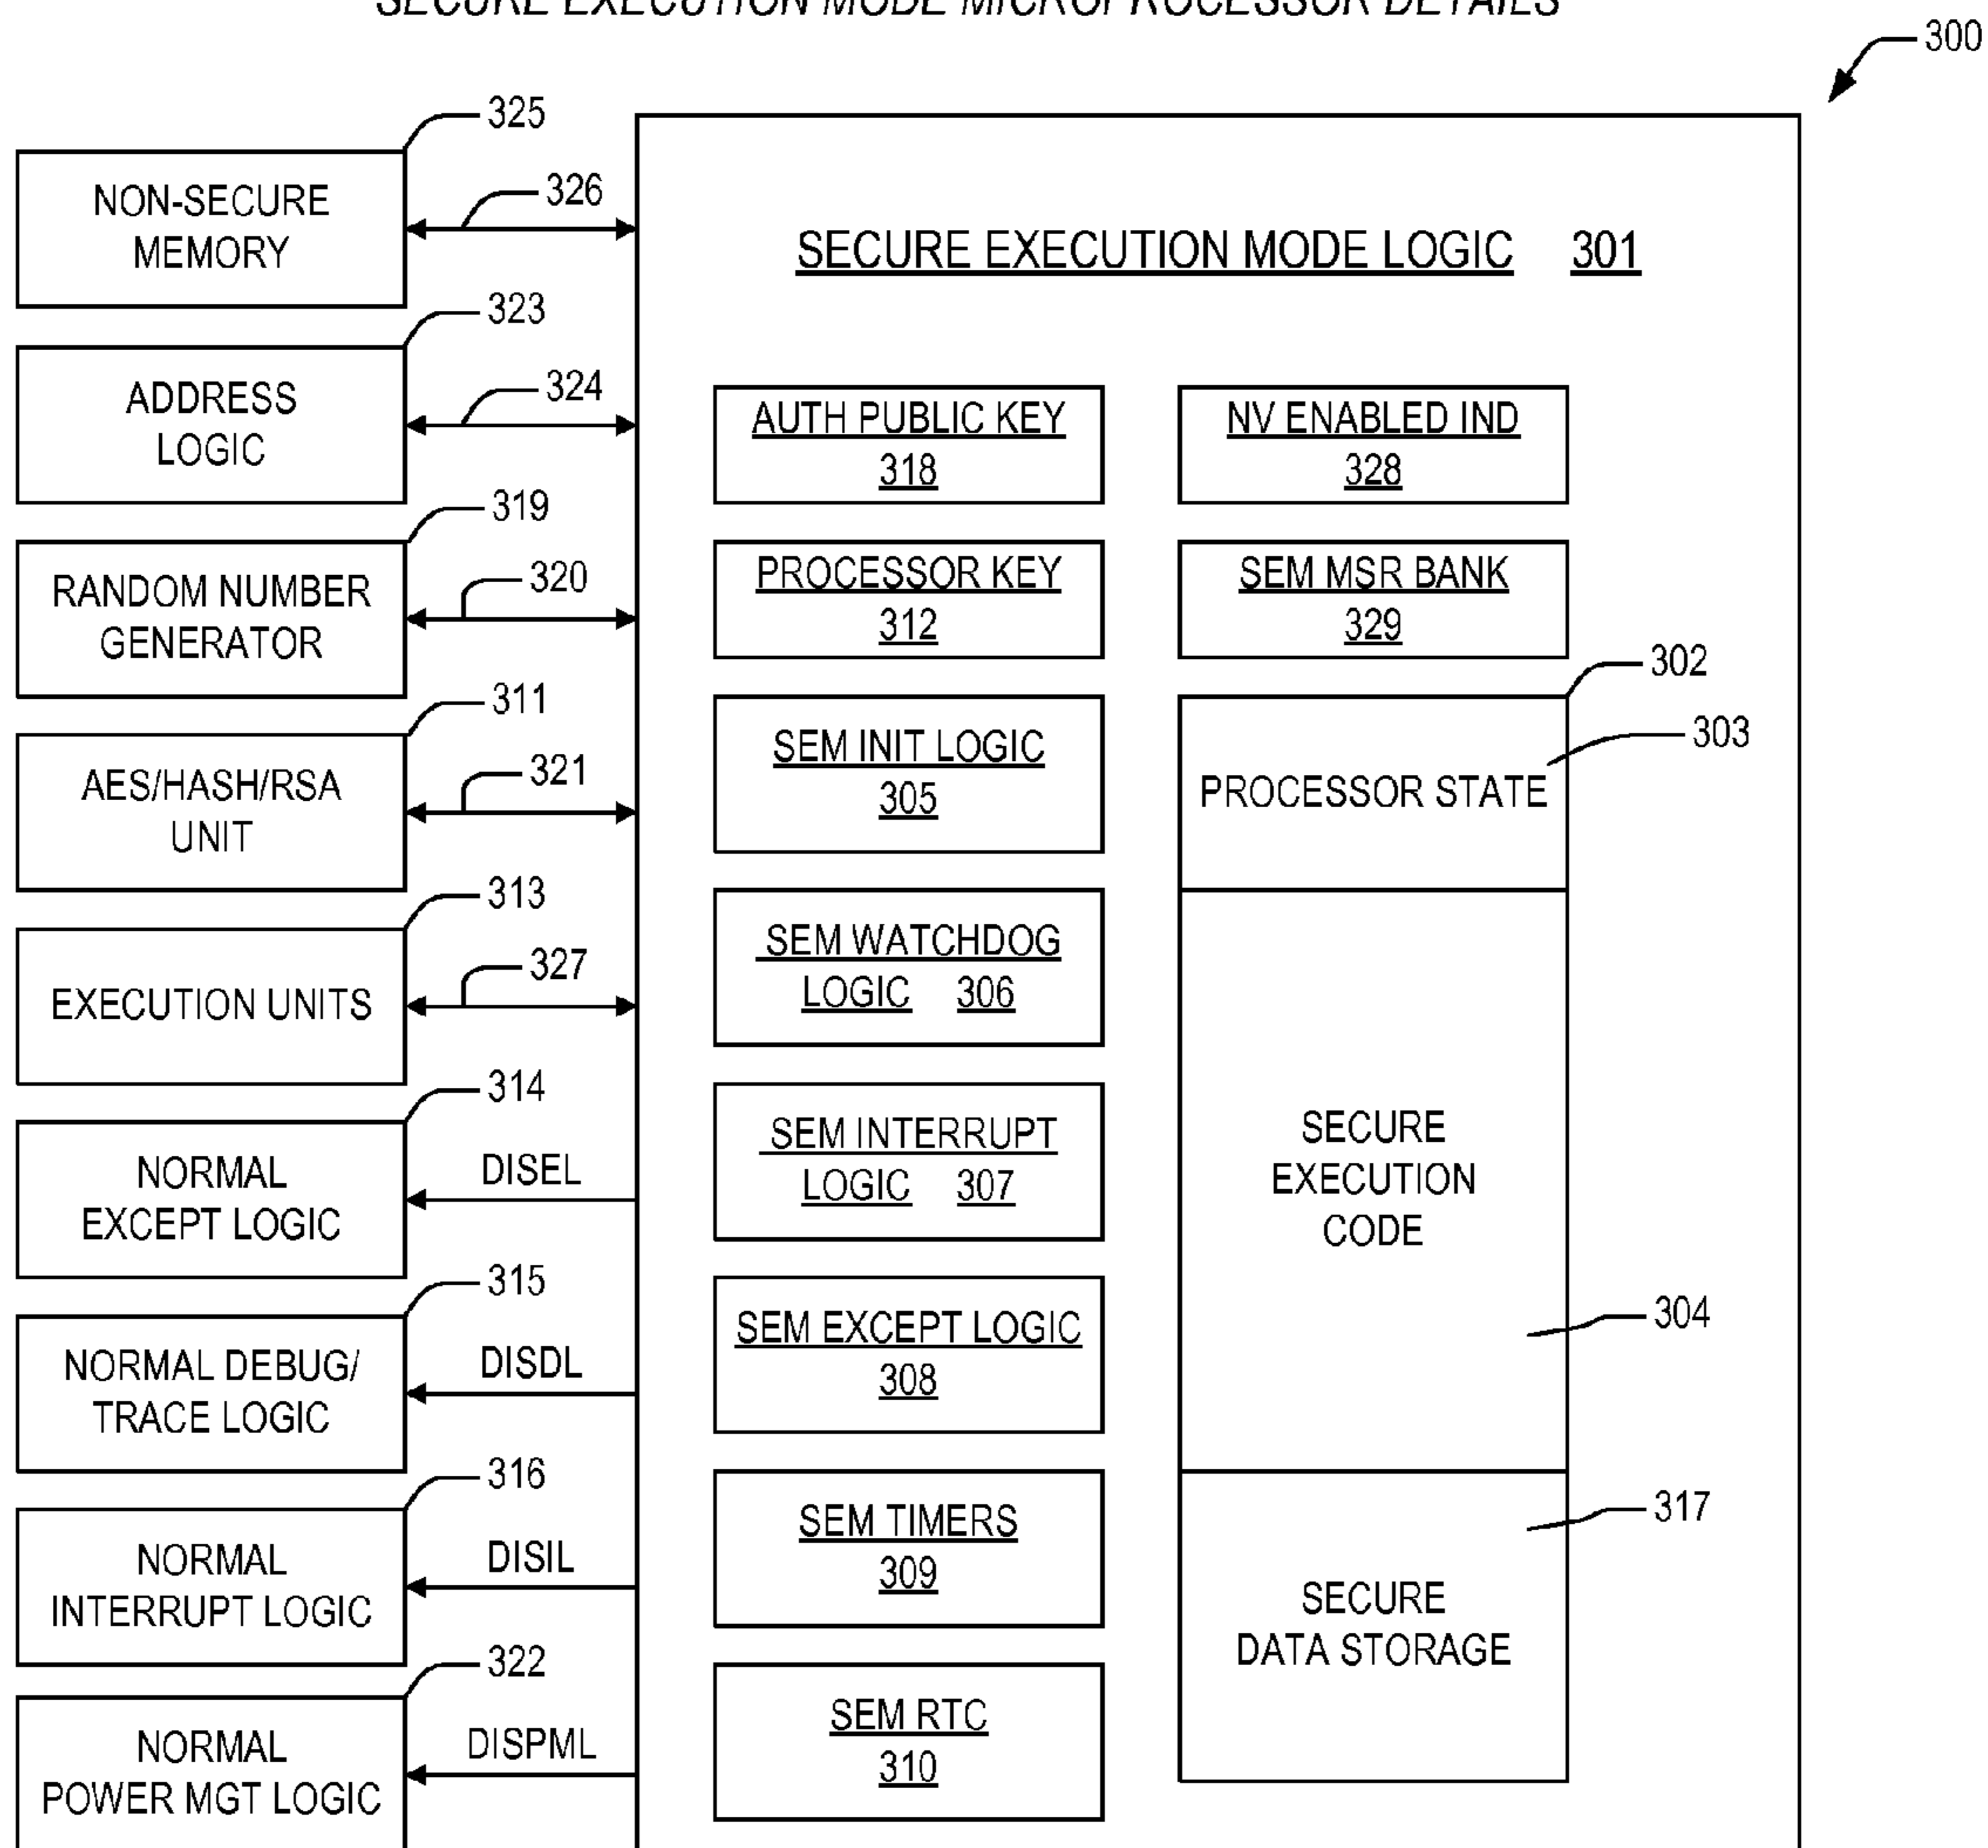 SECURE EXECUTION MODE MICROPROCESSOR DETAILS
300
325
NON-SECURE
MEMORY
326
SECURE EXECUTION MODE LOGIC 301
323
ADDRESS
LOGIC
324
AUTH PUBLIC KEY
318
NV ENABLED IND
328
319
RANDOM NUMBER
GENERATOR
320
PROCESSOR KEY
312
SEM MSR BANK
329
302
303
311
AES/HASH/RSA
UNIT
321
SEM INIT LOGIC
305
PROCESSOR STATE
313
EXECUTION UNITS
327
SEM WATCHDOG
LOGIC 306
314
NORMAL
EXCEPT LOGIC
DISEL
SEM INTERRUPT
LOGIC 307
SECURE
EXECUTION
CODE
304
315
NORMAL DEBUG/
TRACE LOGIC
DISDL
SEM EXCEPT LOGIC
308
316
NORMAL
INTERRUPT LOGIC
DISIL
SEM TIMERS
309
317
SECURE
DATA STORAGE
322
NORMAL
POWER MGT LOGIC
DISPML
SEM RTC
310